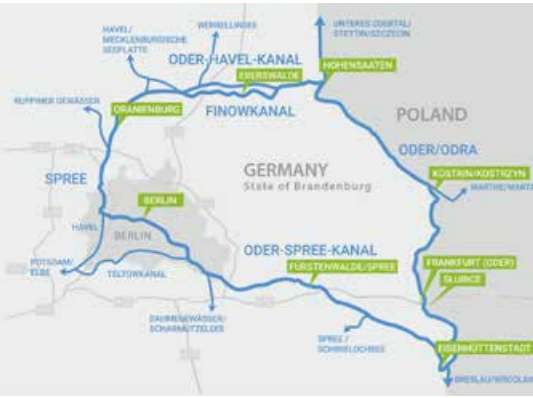 HAVEL/
MECKLENBURGISCHE
SEENPLATTE
WERBELLINSEE
UNTERES ODERTAL/
STETTIN/SZCZECIN
ODER-HAVEL-KANAL
EBERSWALDE
HOHENSAATEN
RUPPINER GEWÄSSER
ORANIENBURG
FINOWKANAL
POLAND
ODER/ODRA
GERMANY
State of Brandenburg
KÜSTRIN/KOSTRZYN
WARTHE/WARTA
SPREE
BERLIN
HAVEL
BERLIN
ODER-SPREE-KANAL
POTSDAM/
ELBE
TELTOWKANAL
FÜRSTENWALDE/SPREE
FRANKFURT (ODER)
SŁUBICE
DAHMEGEWÄSSER/
SCHARMÜTZELSEE
SPREE /
SCHWIELOCHSEE
EISENHÜTTENSTADT
BRESLAU/WROCŁAW